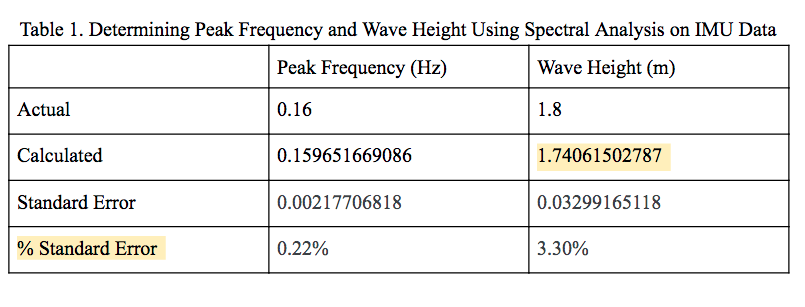 Table 1. Determining Peak Frequency and Wave Height Using Spectral Analysis on IMU Data
Peak Frequency (Hz) Wave Height (m)
Actual 0.16 1.8
Calculated 0.159651669086 1.74061502787
Standard Error 0.00217706818 0.03299165118
% Standard Error 0.22% 3.30%